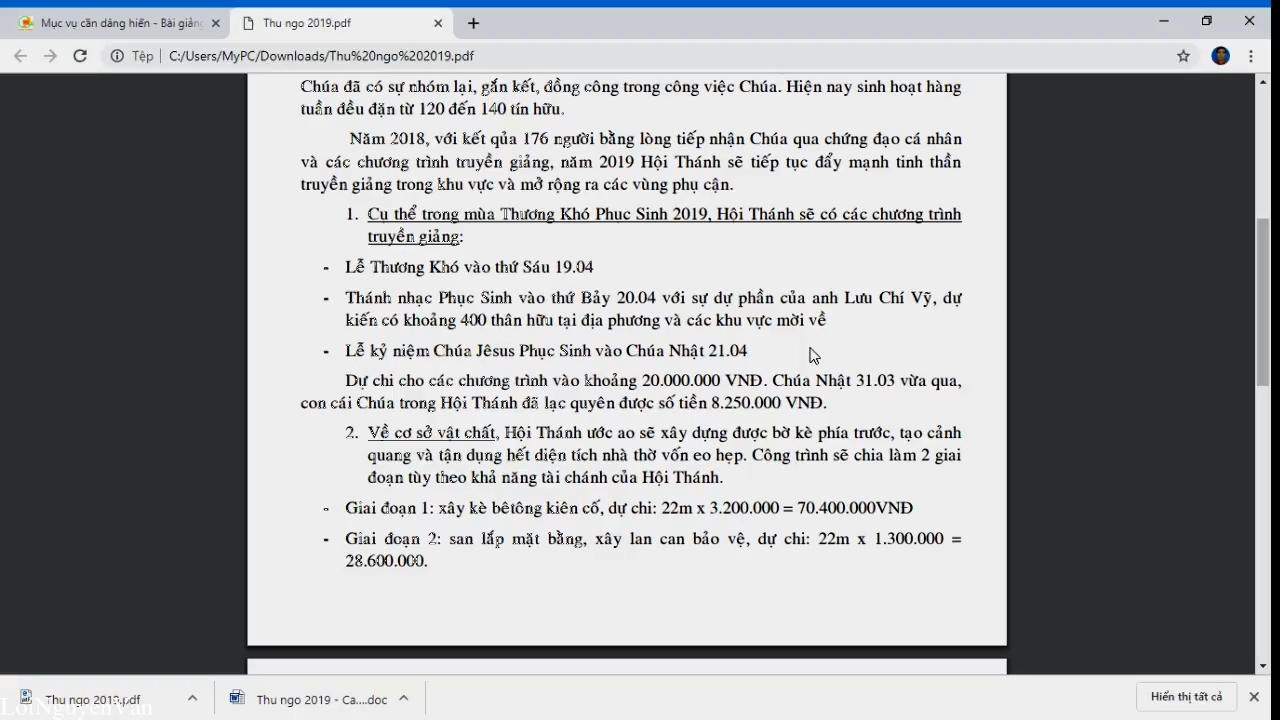 Mục vụ cần dâng hiến - Bài giảng
Thu ngo 2019.pdf
Tệp
C:/Users/MyPC/Downloads/Thu%20ngo%202019.pdf
Chúa đã có sự nhóm lại, gắn kết, đồng công trong công việc Chúa. Hiện nay sinh hoạt hàng
tuần đều đặn từ 120 đến 140 tín hữu.
Năm 2018, với kết qủa 176 người bằng lòng tiếp nhận Chúa qua chứng đạo cá nhân
và các chương trình truyền giảng, năm 2019 Hội Thánh sẽ tiếp tục đẩy mạnh tinh thần
truyền giảng trong khu vực và mở rộng ra các vùng phụ cận.
1. Cụ thể trong mùa Thương Khó Phục Sinh 2019, Hội Thánh sẽ có các chương trình
truyền giảng:
- Lễ Thương Khó vào thứ Sáu 19.04
- Thánh nhạc Phục Sinh vào thứ Bảy 20.04 với sự dự phần của anh Lưu Chí Vỹ, dự
kiến có khoảng 400 thân hữu tại địa phương và các khu vực mời về
- Lễ kỷ niệm Chúa Jêsus Phục Sinh vào Chúa Nhật 21.04
Dự chi cho các chương trình vào khoảng 20.000.000 VNĐ. Chúa Nhật 31.03 vừa qua,
con cái Chúa trong Hội Thánh đã lạc quyên được số tiền 8.250.000 VNĐ.
2. Về cơ sở vật chất, Hội Thánh ước ao sẽ xây dựng được bờ kè phía trước, tạo cảnh
quang và tận dụng hết diện tích nhà thờ vốn eo hẹp. Công trình sẽ chia làm 2 giai
đoạn tùy theo khả năng tài chánh của Hội Thánh.
- Giai đoạn 1: xây kè bêtông kiên cố, dự chi: 22m x 3.200.000 = 70.400.000VNĐ
- Giai đoạn 2: san lắp mặt bằng, xây lan can bảo vệ, dự chi: 22m x 1.300.000 =
28.600.000.
Thu ngo 2019.pdf
Thu ngo 2019 - Ca....doc
Hiển thị tất cả
LoiNguyenVan